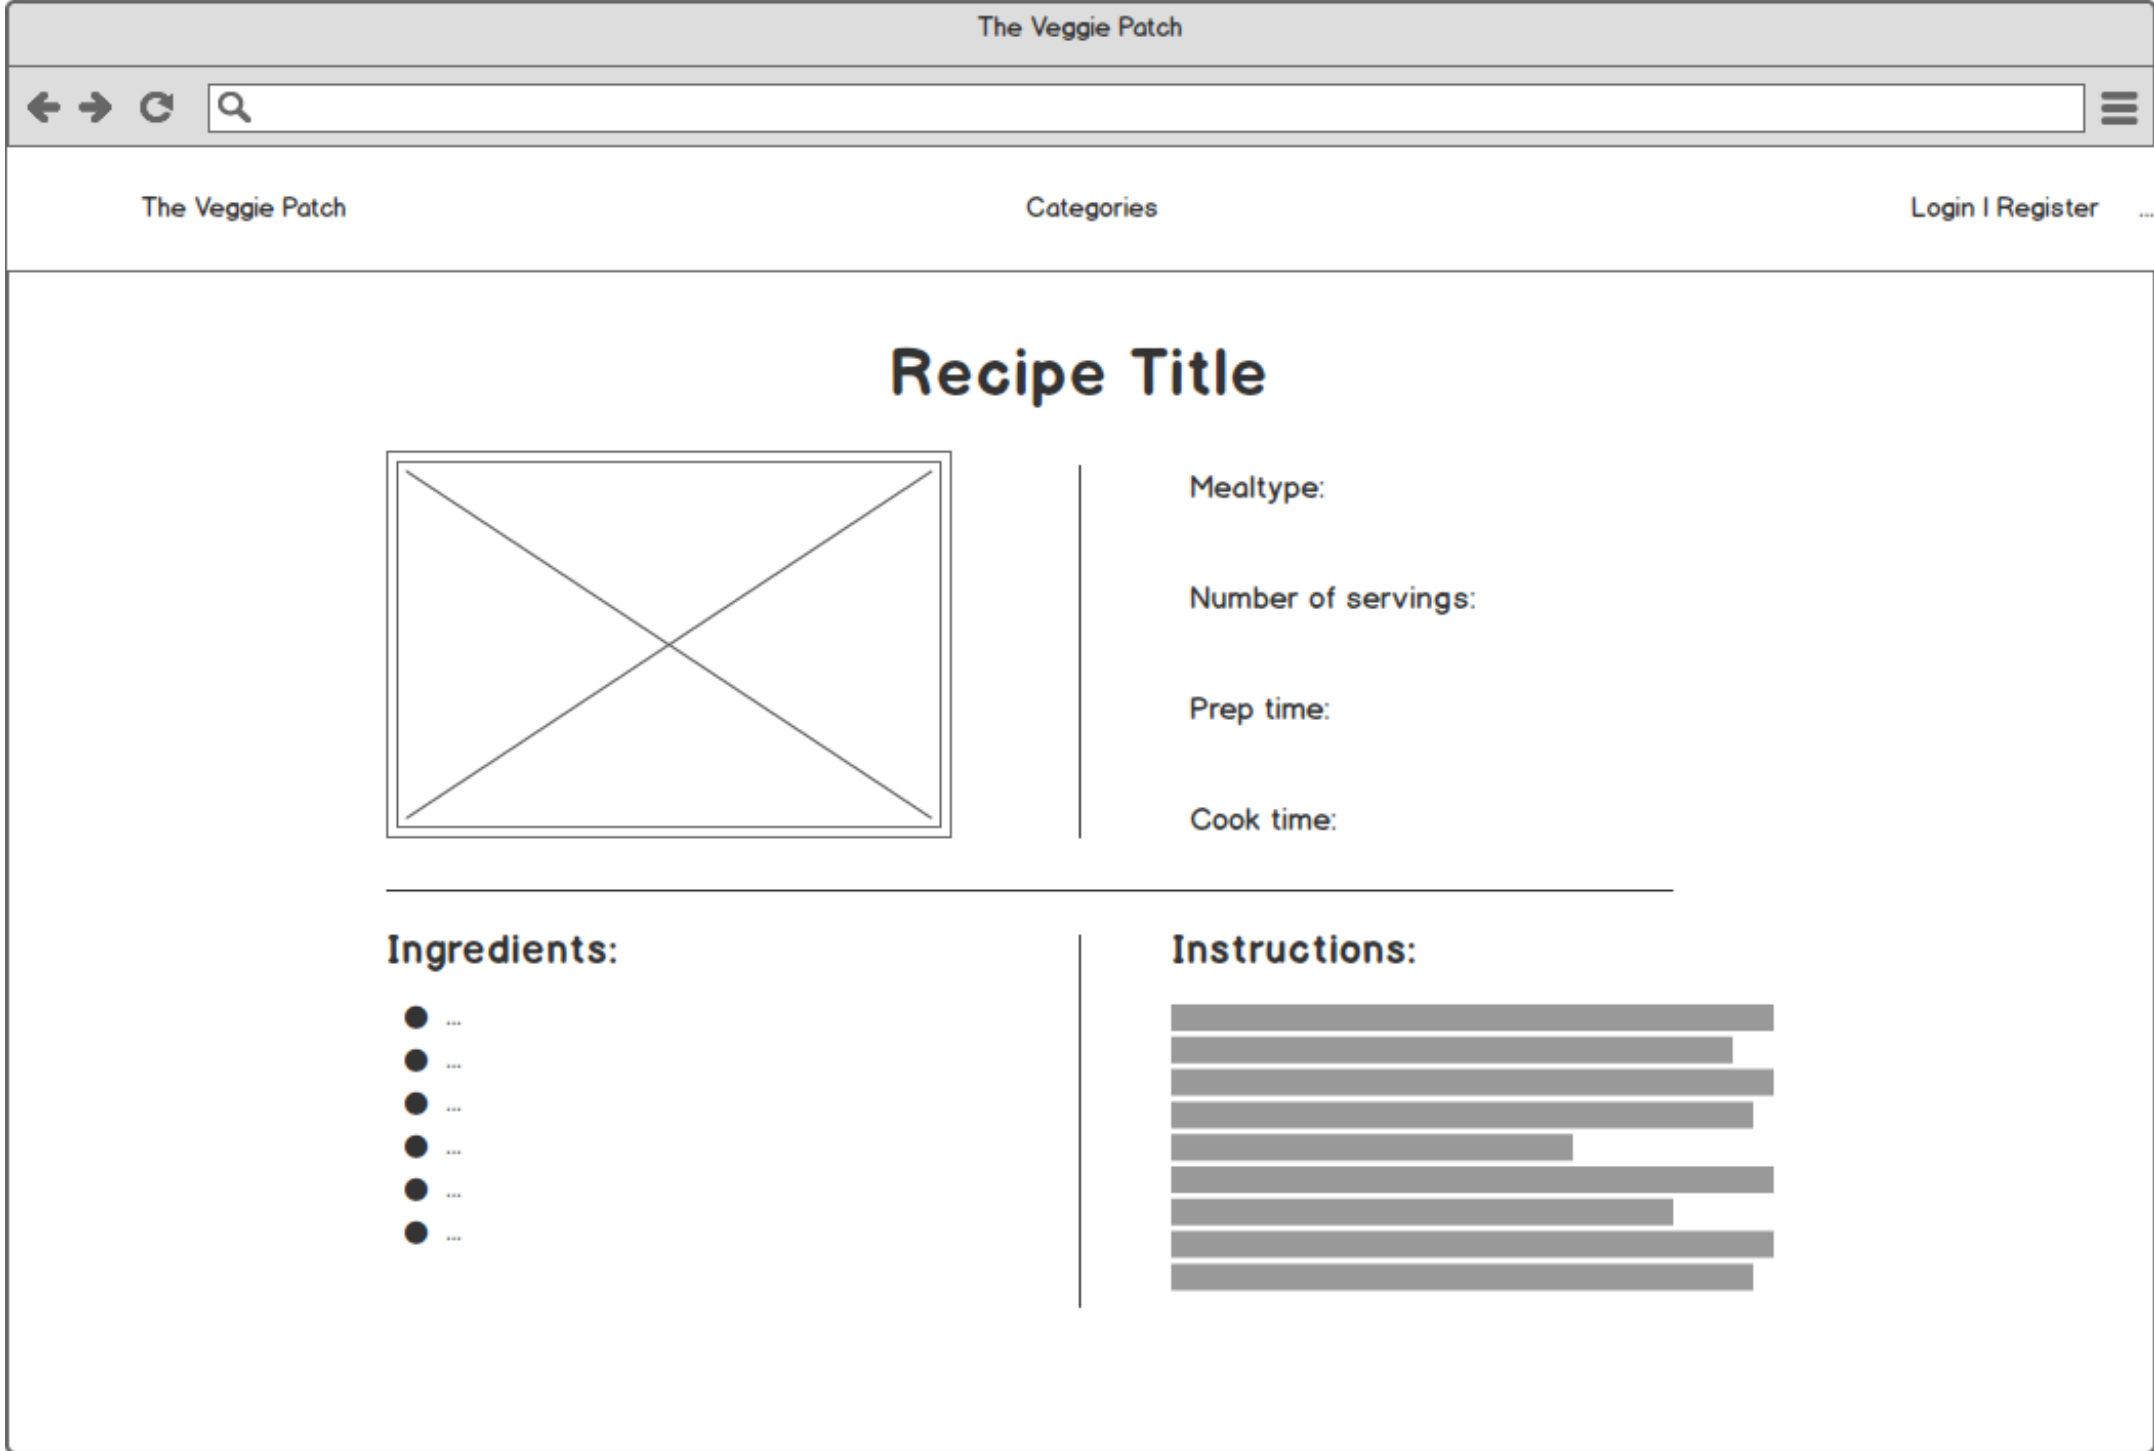 The Veggie Patch
The Veggie Patch
Categories
Login | Register
...
Recipe Title
Mealtype:
Number of servings:
Prep time:
Cook time:
Ingredients:
...
...
...
...
...
...
Instructions: